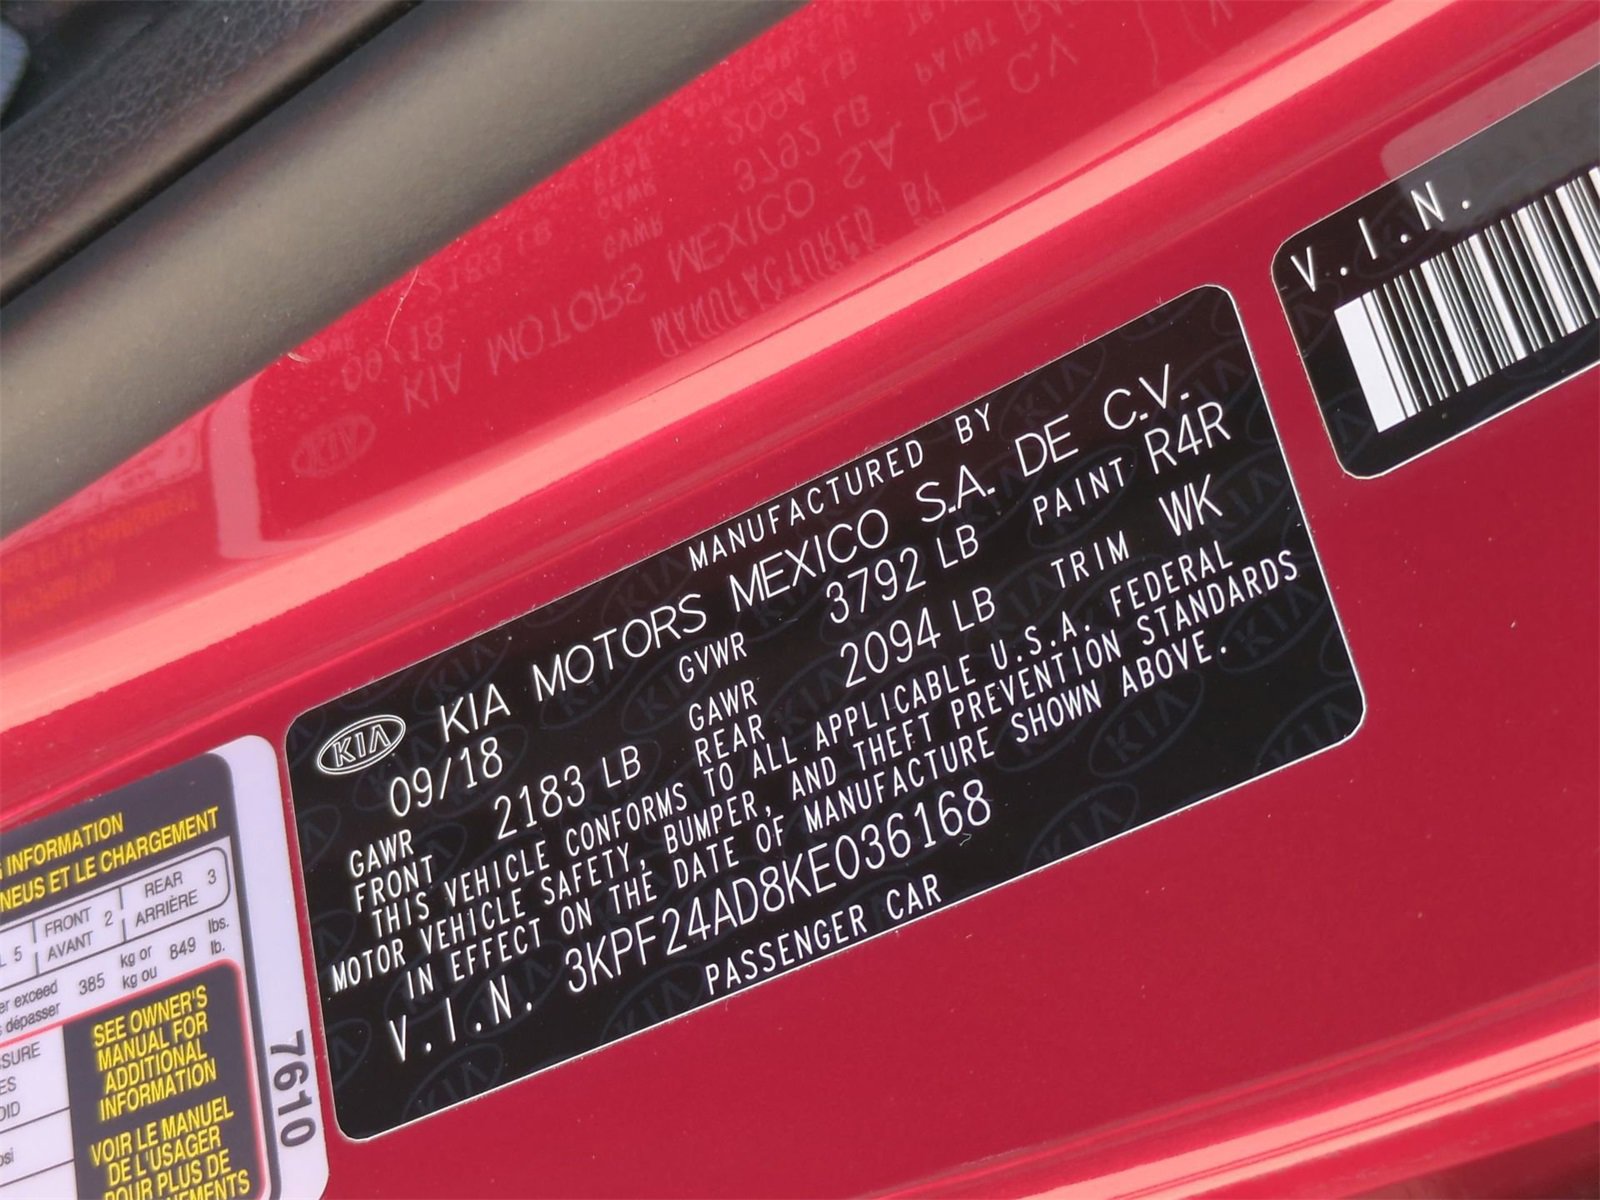 MANUFACTURED BY
KIA KIA MOTORS MEXICO S.A. DE C.V.
09/18 GVWR 3792 LB PAINT R4R
GAWR FRONT 2183 LB GAWR REAR 2094 LB TRIM WK
THIS VEHICLE CONFORMS TO ALL APPLICABLE U.S.A. FEDERAL
MOTOR VEHICLE SAFETY, BUMPER, AND THEFT PREVENTION STANDARDS
IN EFFECT ON THE DATE OF MANUFACTURE SHOWN ABOVE.
V.I.N. 3KPF24AD8KE036168
PASSENGER CAR
V.I.N.
INFORMATION
NEUS ET LE CHARGEMENT
5 FRONT AVANT 2 REAR ARRIÈRE 3
exceed
dépasser 385 kg or kg ou 849 lbs. lb.
SEE OWNER'S
MANUAL FOR
ADDITIONAL
INFORMATION
VOIR LE MANUEL
DE L'USAGER
POUR PLUS DE
7610